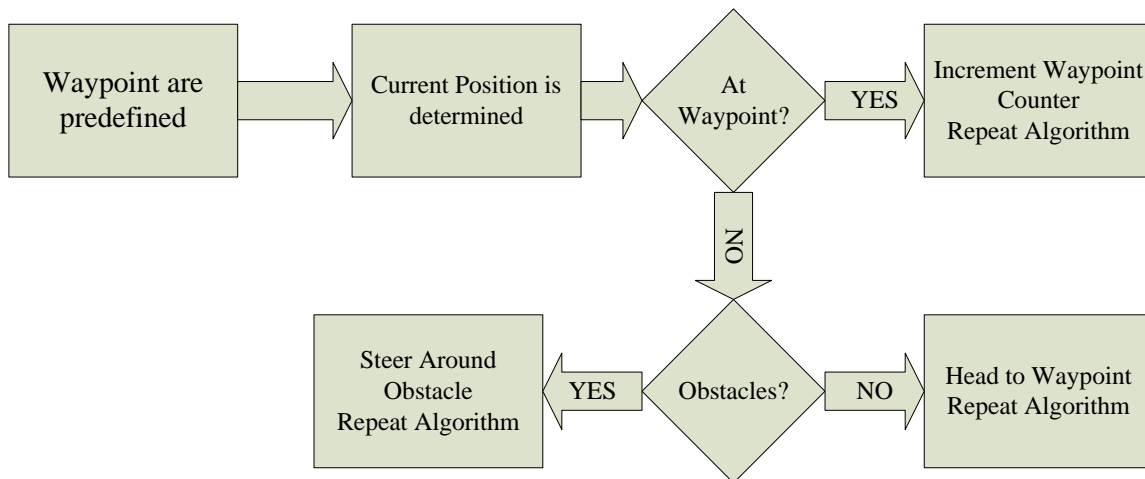 Waypoint are
predefined
Current Position is
determined
At
Waypoint?
YES
Increment Waypoint
Counter
Repeat Algorithm
NO
Steer Around
Obstacle
Repeat Algorithm
YES
Obstacles?
NO
Head to Waypoint
Repeat Algorithm